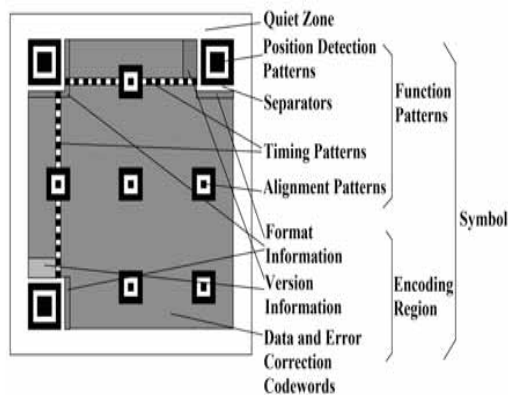 Quiet Zone
Position Detection
Patterns
Separators
Timing Patterns
Alignment Patterns
Format
Information
Version
Information
Data and Error
Correction
Codewords
Function
Patterns
Encoding
Region
Symbol